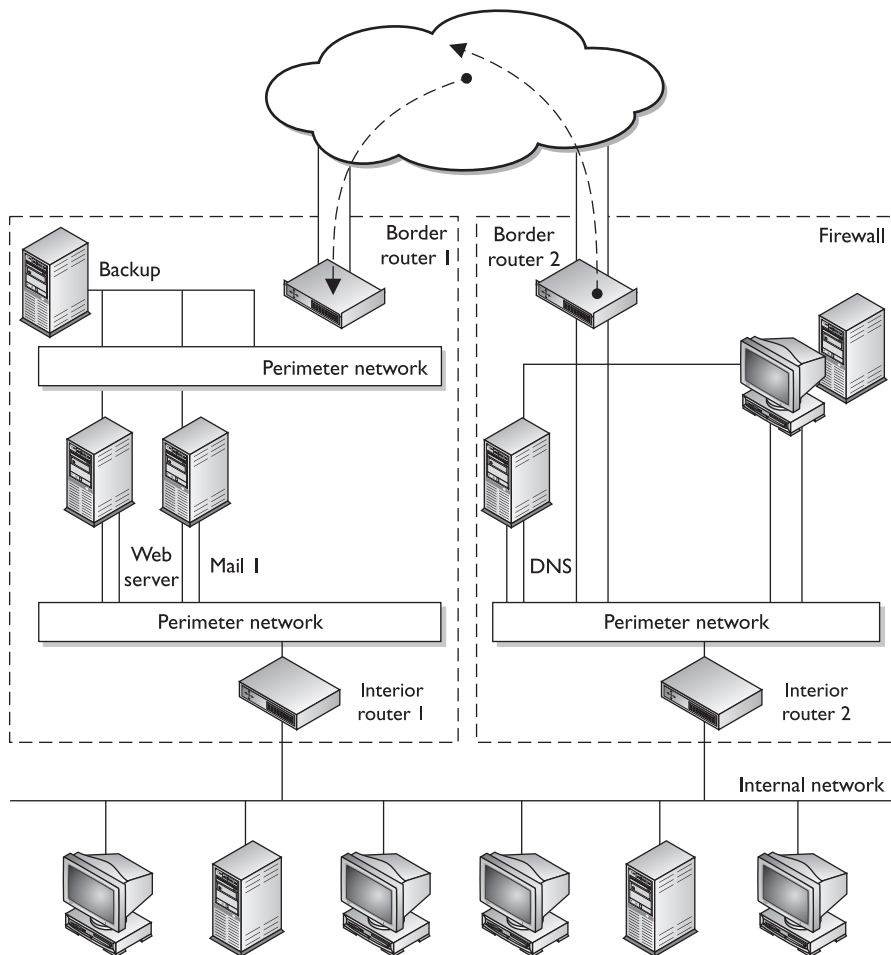 Border
router 1
Border
router 2
Firewall
Backup
Perimeter network
Web
server
Mail 1
DNS
Perimeter network
Perimeter network
Interior
router 1
Interior
router 2
Internal network